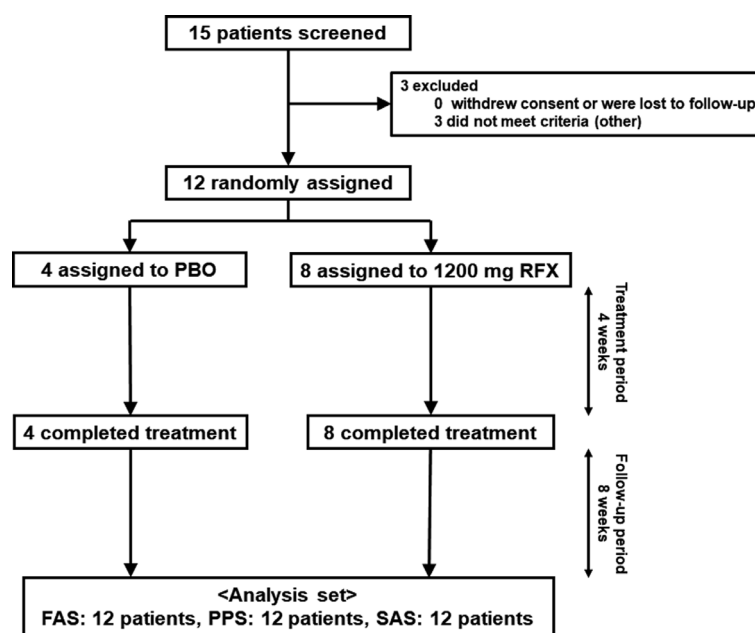 15 patients screened
3 excluded
0 withdrew consent or were lost to follow-up
3 did not meet criteria (other)
12 randomly assigned
4 assigned to PBO
8 assigned to 1200 mg RFX
Treatment period
4 weeks
4 completed treatment
8 completed treatment
Follow-up period
8 weeks
<Analysis set>
FAS: 12 patients, PPS: 12 patients, SAS: 12 patients